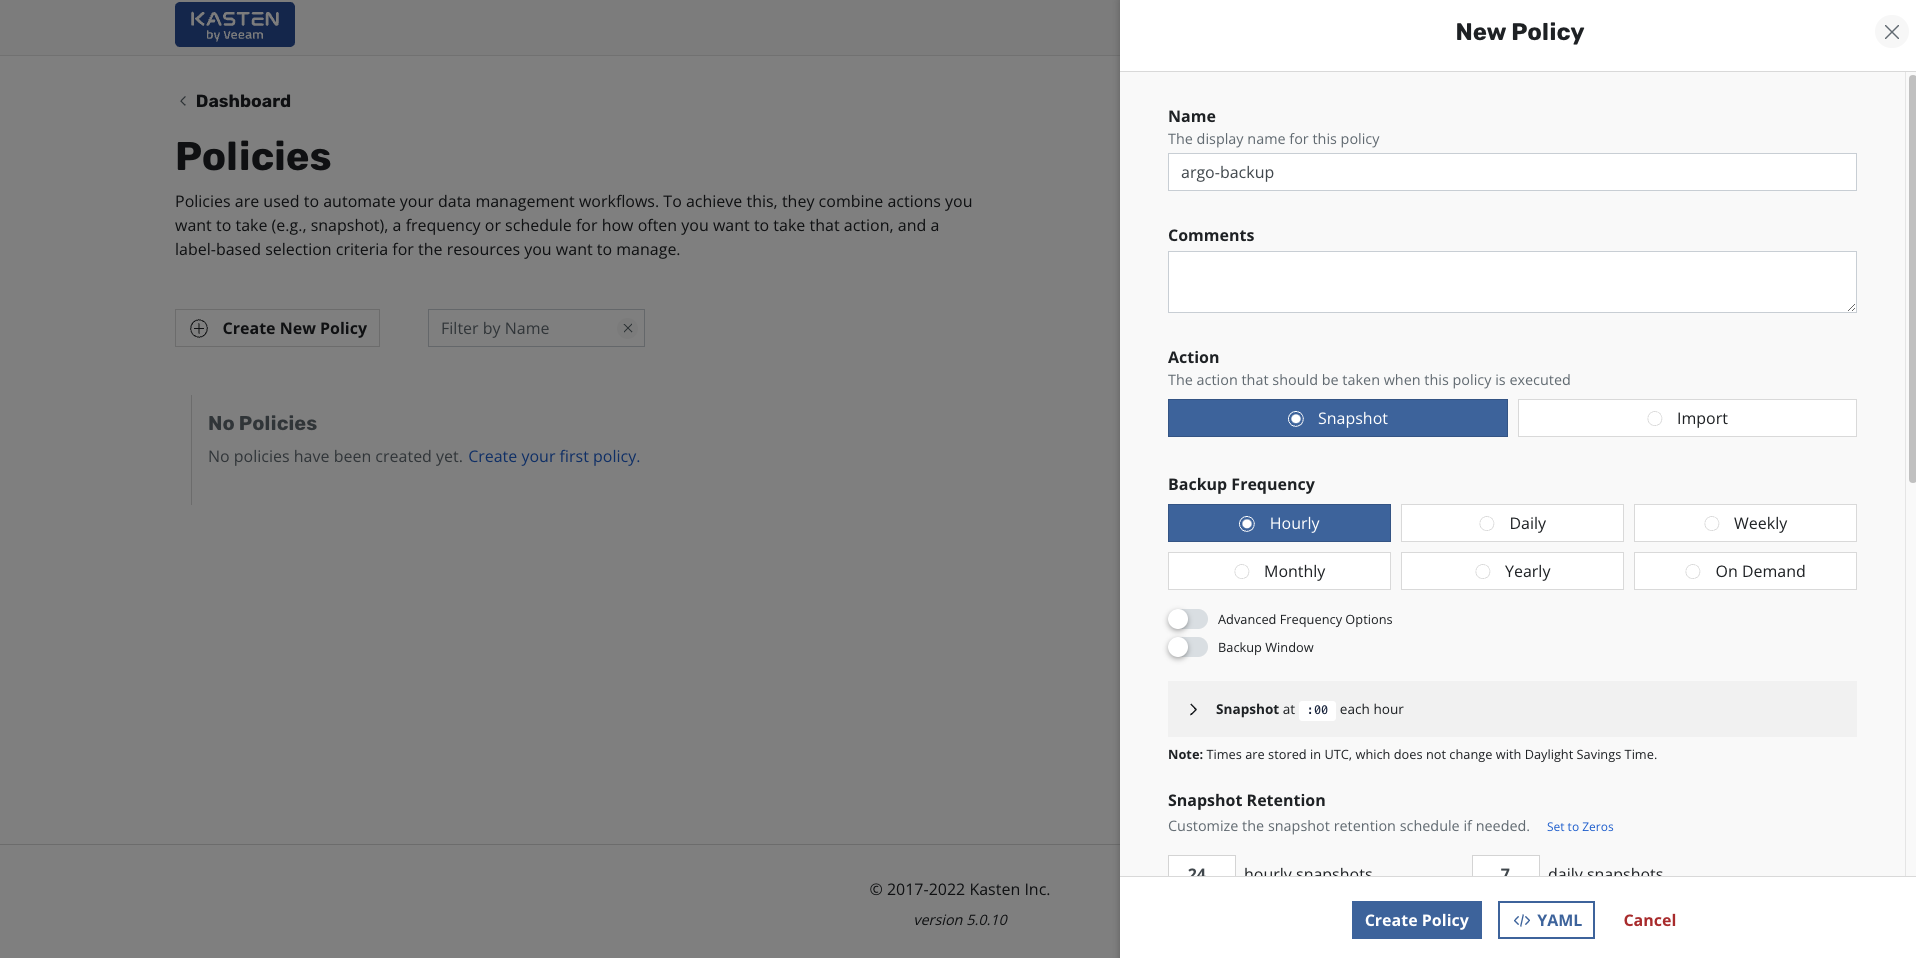 KASTEN
by Veeam
Dashboard
Policies
Policies are used to automate your data management workflows. To achieve this, they combine actions you
want to take (e.g., snapshot), a frequency or schedule for how often you want to take that action, and a
label-based selection criteria for the resources you want to manage.
Create New Policy
Filter by Name
No Policies
No policies have been created yet. Create your first policy.
© 2017-2022 Kasten Inc.
version 5.0.10
New Policy
Name
The display name for this policy
argo-backup
Comments
Action
The action that should be taken when this policy is executed
Snapshot Import
Backup Frequency
Hourly Daily Weekly
Monthly Yearly On Demand
Advanced Frequency Options
Backup Window
Snapshot at :00 each hour
Note: Times are stored in UTC, which does not change with Daylight Savings Time.
Snapshot Retention
Customize the snapshot retention schedule if needed. Set to Zeros
24 hourly snapshots 7 daily snapshots
Create Policy </> YAML Cancel